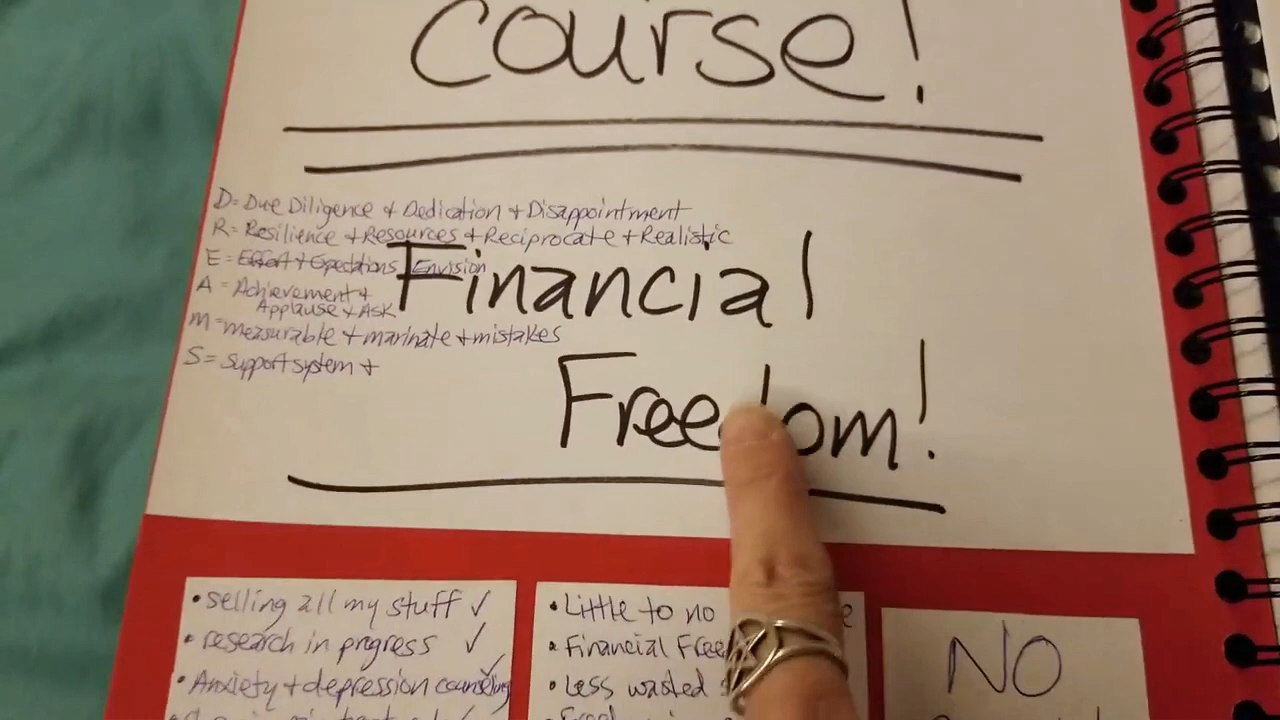 course!
D= Due Diligence + Dedication + Disappointment
R= Resilience + Resources + Reciprocate + Realistic
E= Effort + Expectations Envision
A= Achievement +
Applause + Ask
M= measurable + marinate + mistakes
S= Support system +
Financial
Freedom!
• selling all my stuff ✓
• research in prgress ✓
• Anxiety + depression counseling ✓
• Little to no
• Financial Free
• Less wasted
NO